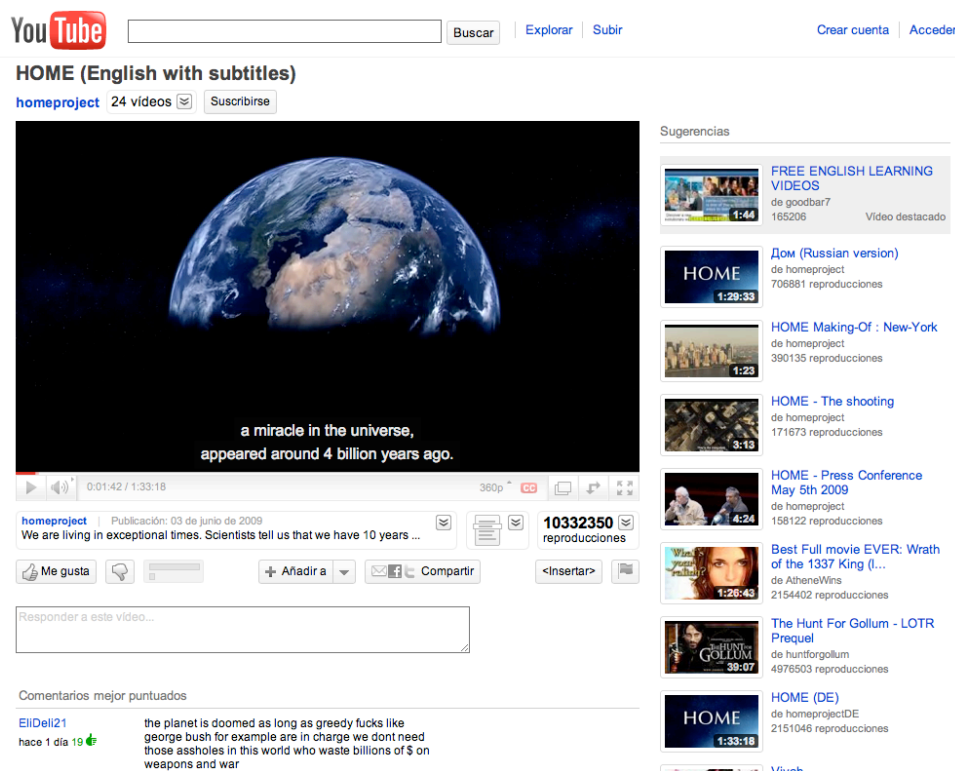 YouTube
Buscar
Explorar
Subir
Crear cuenta
Acceder
HOME (English with subtitles)
homeproject
24 vídeos
Suscribirse
a miracle in the universe,
appeared around 4 billion years ago.
0:01:42 / 1:33:18
360p
CC
homeproject
Publicación: 03 de junio de 2009
We are living in exceptional times. Scientists tell us that we have 10 years ...
10332350
reproducciones
Me gusta
Añadir a
Compartir
<Insertar>
Responder a este vídeo...
Comentarios mejor puntuados
EliDeli21
hace 1 día 19
the planet is doomed as long as greedy fucks like
george bush for example are in charge we dont need
those assholes in this world who waste billions of $ on
weapons and war
Sugerencias
1:44
FREE ENGLISH LEARNING
VIDEOS
de goodbar7
165206
Vídeo destacado
HOME
1:29:33
Дом (Russian version)
de homeproject
706881 reproducciones
1:23
HOME Making-Of : New-York
de homeproject
390135 reproducciones
3:13
HOME - The shooting
de homeproject
171673 reproducciones
4:24
HOME - Press Conference
May 5th 2009
de homeproject
158122 reproducciones
1:26:43
Best Full movie EVER: Wrath
of the 1337 King (I...
de AtheneWins
2154402 reproducciones
THE HUNT FOR
GOLLUM
39:07
The Hunt For Gollum - LOTR
Prequel
de huntforgollum
4976503 reproducciones
HOME
1:33:18
HOME (DE)
de homeprojectDE
2151046 reproducciones